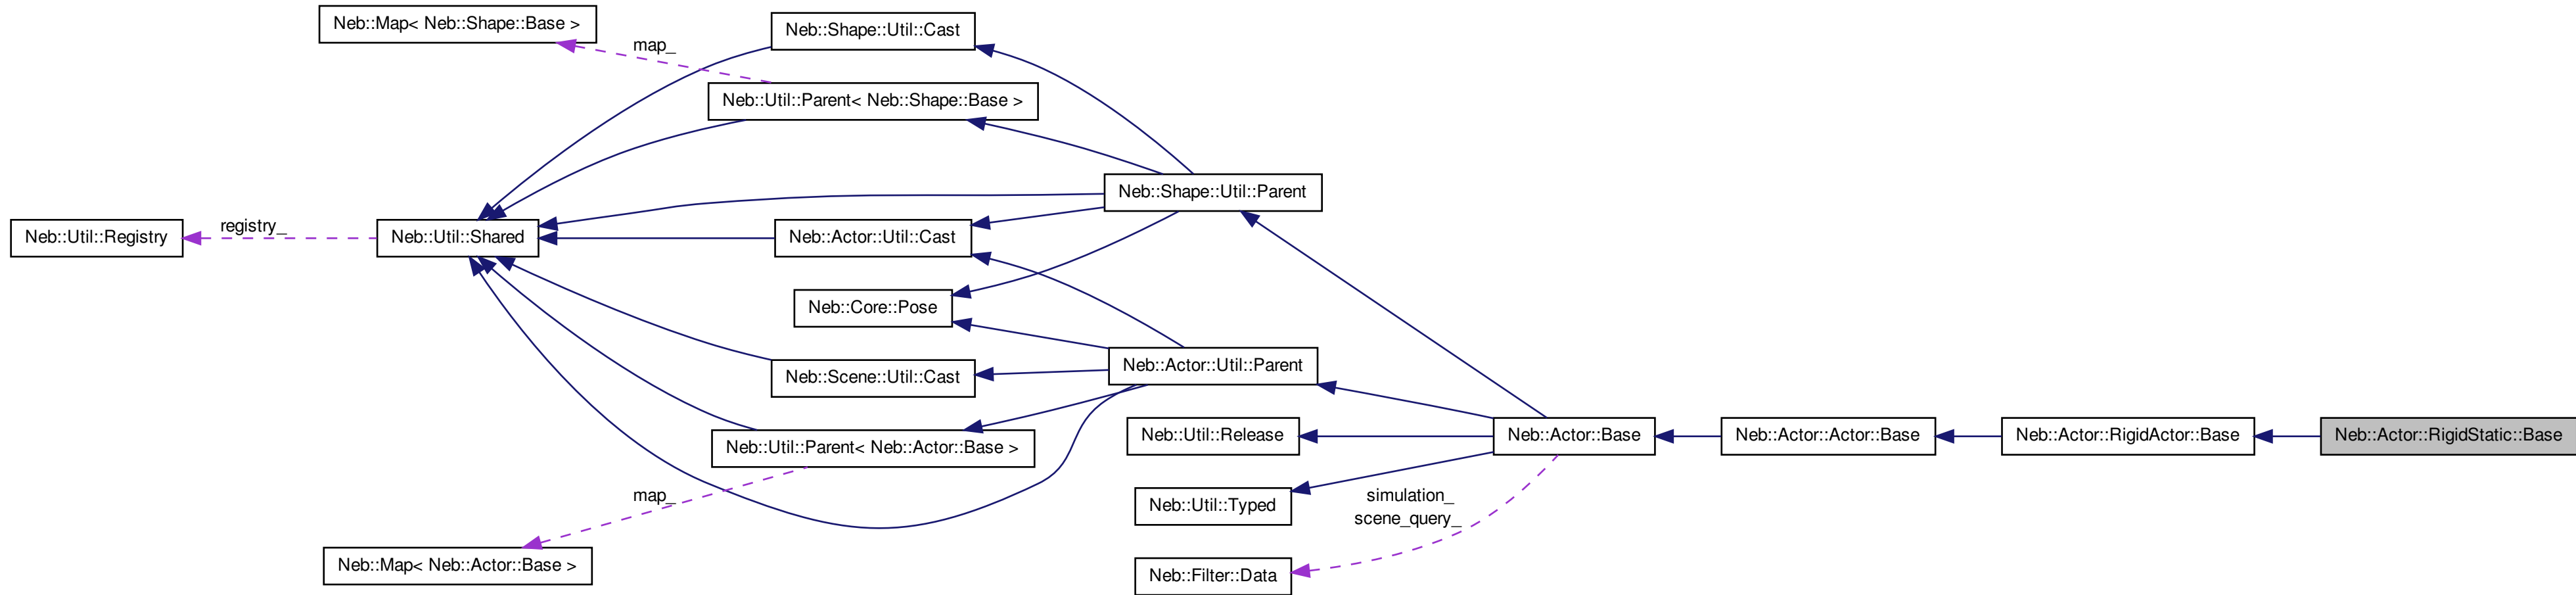 Neb::Map< Neb::Shape::Base >
Neb::Shape::Util::Cast
map_
Neb::Util::Parent< Neb::Shape::Base >
Neb::Shape::Util::Parent
registry_
Neb::Util::Registry
Neb::Util::Shared
Neb::Actor::Util::Cast
Neb::Core::Pose
Neb::Actor::Util::Parent
Neb::Scene::Util::Cast
Neb::Util::Parent< Neb::Actor::Base >
Neb::Util::Release
Neb::Actor::Base
Neb::Actor::Actor::Base
Neb::Actor::RigidActor::Base
Neb::Actor::RigidStatic::Base
map_
simulation_
scene_query_
Neb::Util::Typed
Neb::Map< Neb::Actor::Base >
Neb::Filter::Data